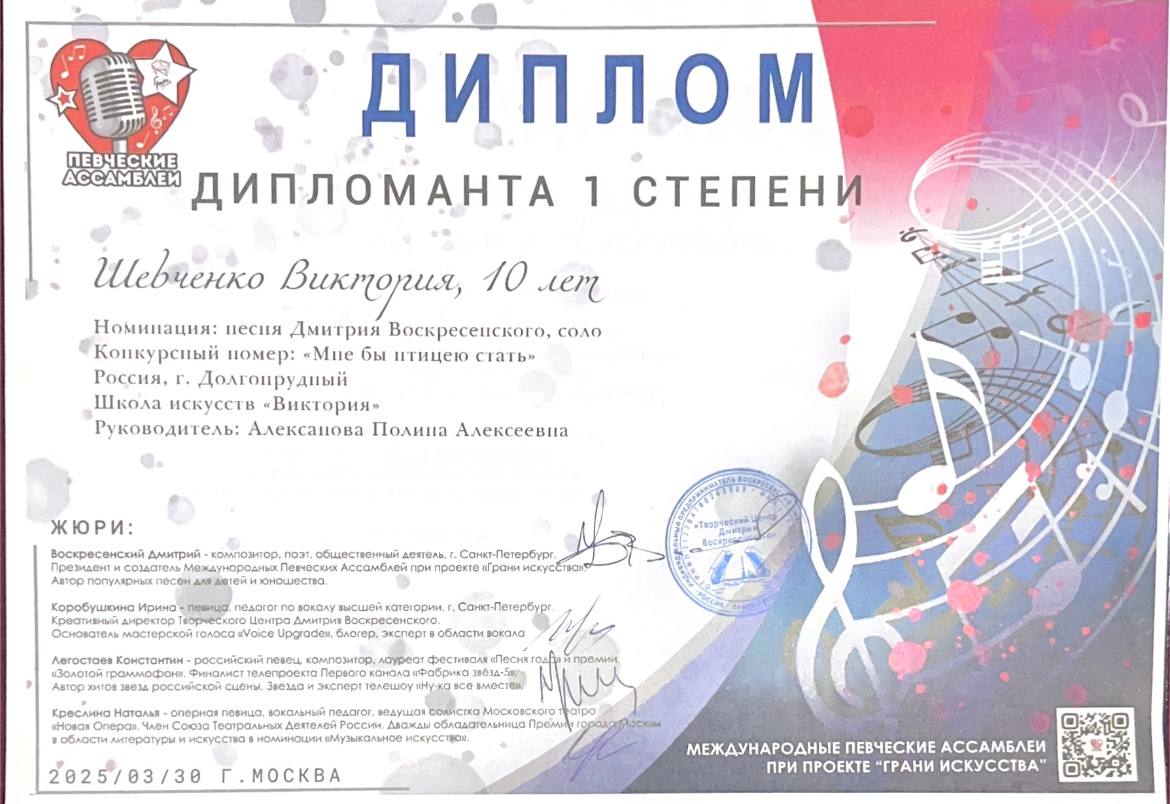 ПЕВЧЕСКИЕ
АССАМБЛЕИ
ДИПЛОМ
ДИПЛОМАНТА 1 СТЕПЕНИ
Шевченко Виктория, 10 лет
Номинация: песня Дмитрия Воскресенского, соло
Конкурсный номер: «Мне бы птицею стать»
Россия, г. Долгопрудный
Школа искусств «Виктория»
Руководитель: Алексанова Полина Алексеевна
ЖЮРИ:
Воскресенский Дмитрий - композитор, поэт, общественный деятель, г. Санкт-Петербург.
Президент и создатель Международных Певческих Ассамблей при проекте «Грани искусства».
Автор популярных песен для детей и юношества.
Коробушкина Ирина - певица, педагог по вокалу высшей категории, г. Санкт-Петербург.
Креативный директор Творческого Центра Дмитрия Воскресенского.
Основатель мастерской голоса «Voice Upgrade», блогер, эксперт в области вокала
Легостаев Константин - российский певец, композитор, лауреат фестиваля «Песня года» и премии
«Золотой граммофон». Финалист телепроекта Первого канала «Фабрика звёзд-5».
Автор хитов звезд российской сцены. Звезда и эксперт телешоу «Ну-ка все вместе».
Креслина Наталья - оперная певица, вокальный педагог, ведущая солистка Московского театра
«Новая Опера». Член Союза Театральных Деятелей России. Дважды обладательница Премии города Москвы
в области литературы и искусства в номинации «Музыкальное искусство».
2025/03/30 Г.МОСКВА
ИНДИВИДУАЛЬНЫЙ ПРЕДПРИНИМАТЕЛЬ
«Творческий Центр
Дмитрия
Воскресенского»
МЕЖДУНАРОДНЫЕ ПЕВЧЕСКИЕ АССАМБЛЕИ
ПРИ ПРОЕКТЕ "ГРАНИ ИСКУССТВА"